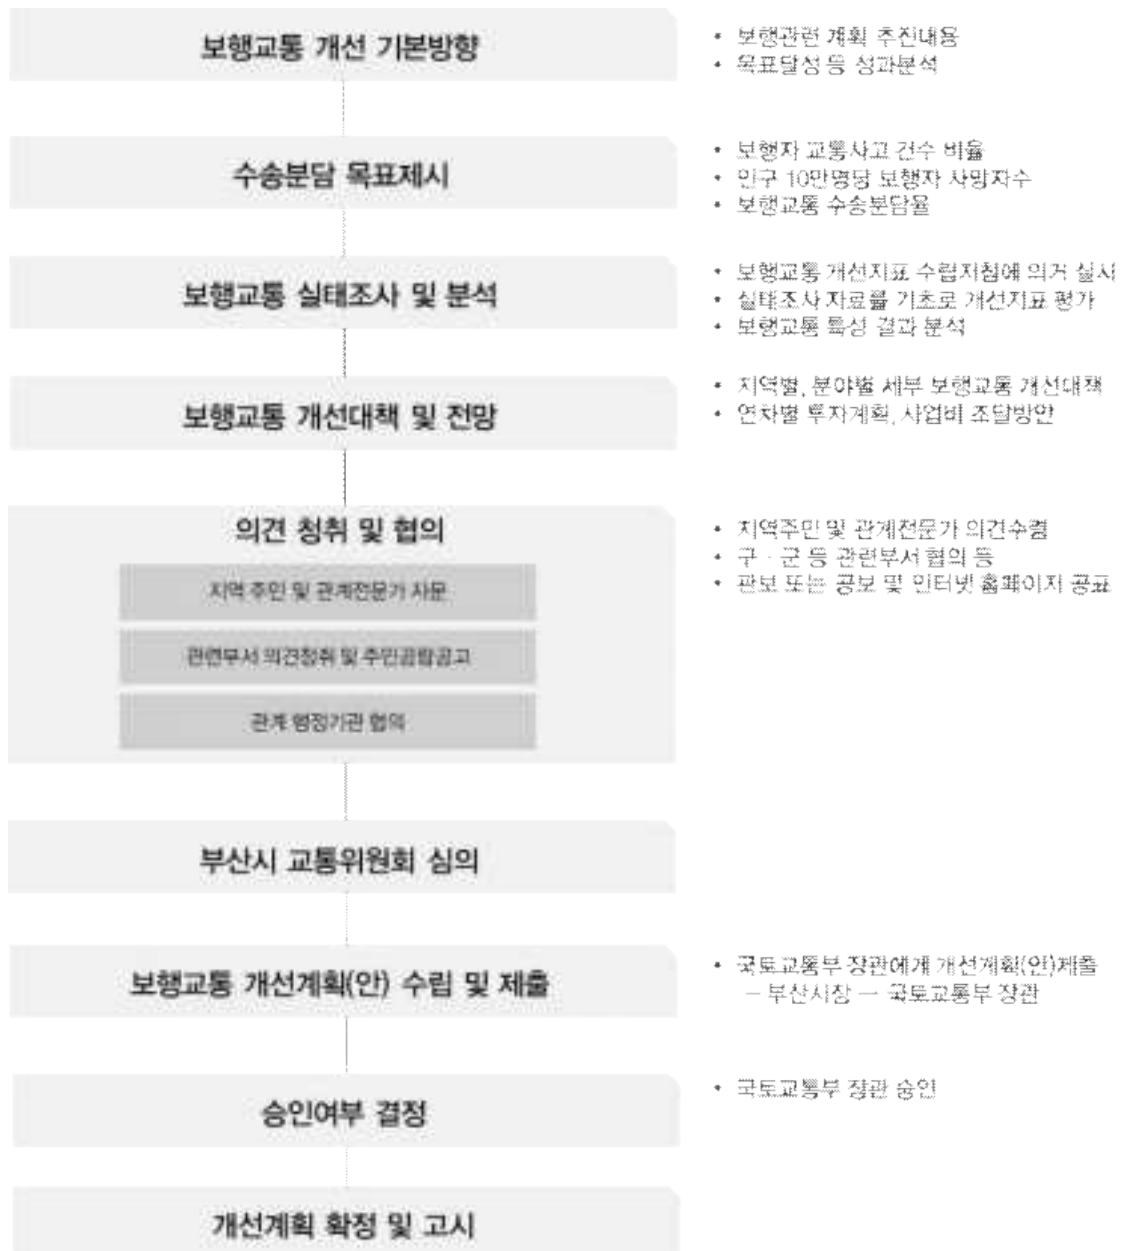 보행교통 개선 기본방향
• 보행관련 계획 추진내용
• 목표달성 등 성과분석
수송분담 목표제시
• 보행자 교통사고 건수 비율
• 인구 10만명당 보행자 사망자수
• 보행교통 수송분담율
보행교통 실태조사 및 분석
• 보행교통 개선지표 수립지침에 의거 실시
• 실태조사 자료를 기초로 개선지표 평가
• 보행교통 특성 결과 분석
보행교통 개선대책 및 전망
• 지역별, 분야별 세부 보행교통 개선대책
• 연차별 투자계획, 사업비 조달방안
의견 청취 및 협의
지역 주민 및 관계전문가 자문
관련부서 의견청취 및 주민공람공고
관계 행정기관 협의
• 지역주민 및 관계전문가 의견수렴
• 구 · 군 등 관련부서 협의 등
• 관보 또는 공보 및 인터넷 홈페이지 공표
부산시 교통위원회 심의
보행교통 개선계획(안) 수립 및 제출
• 국토교통부 장관에게 개선계획(안)제출
– 부산시장 → 국토교통부 장관
승인여부 결정
• 국토교통부 장관 승인
개선계획 확정 및 고시